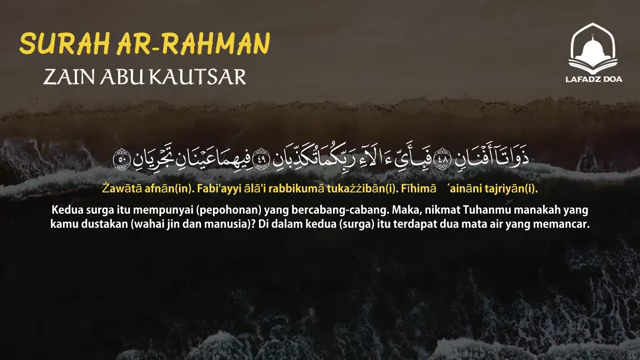 SURAH AR-RAHMAN
ZAIN ABU KAUTSAR
LAFADZ DOA
ذَوَاتَآ أَفْنَانٍ ٤٨ فَبِأَىِّ ءَالَآءِ رَبِّكُمَا تُكَذِّبَانِ ٤٩ فِيهِمَا عَيْنَانِ تَجْرِيَانِ ٥٠
Żawātā afnān(in). Fabi'ayyi ālā'i rabbikumā tukażżibān(i). Fīhimā ‘aināni tajriyān(i).
Kedua surga itu mempunyai (pepohonan) yang bercabang-cabang. Maka, nikmat Tuhanmu manakah yang
kamu dustakan (wahai jin dan manusia)? Di dalam kedua (surga) itu terdapat dua mata air yang memancar.